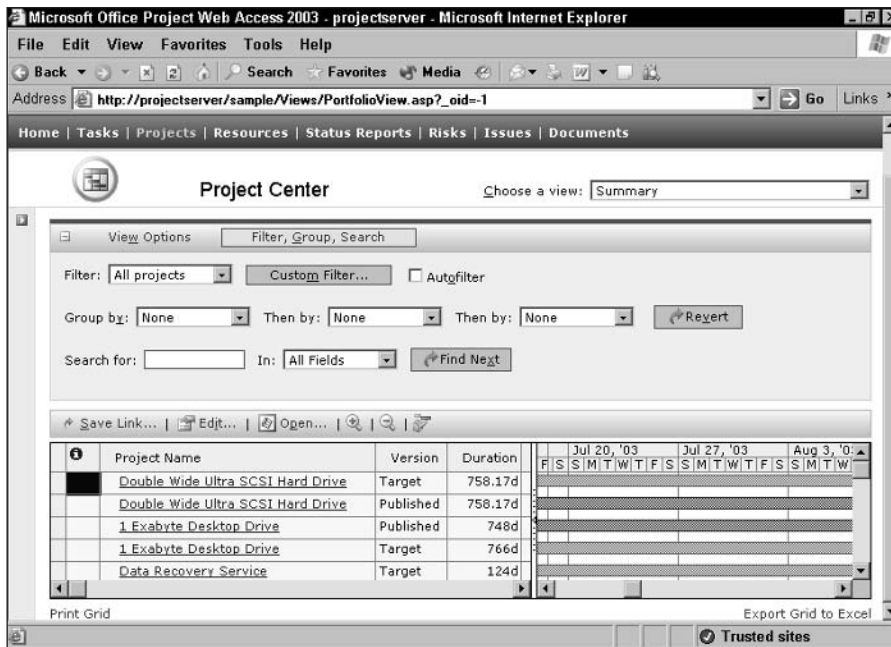 Microsoft Office Project Web Access 2003 - projectserver - Microsoft Internet Explorer
File Edit View Favorites Tools Help
Back Search Favorites Media
Address http://projectserver/sample/Views/PortfolioView.asp?_oid=-1 Go Links
Home | Tasks | Projects | Resources | Status Reports | Risks | Issues | Documents
Project Center Choose a view: Summary
View Options Filter, Group, Search
Filter: All projects Custom Filter... Autofilter
Group by: None Then by: None Then by: None Revert
Search for: In: All Fields Find Next
Save Link... | Edit... | Open... | | |
Jul 20, '03 Jul 27, '03 Aug 3, '0
Project Name Version Duration F S S M T W T F S S M T W T F S S M T W
Double Wide Ultra SCSI Hard Drive Target 758.17d
Double Wide Ultra SCSI Hard Drive Published 758.17d
1 Exabyte Desktop Drive Published 748d
1 Exabyte Desktop Drive Target 766d
Data Recovery Service Target 124d
Print Grid Export Grid to Excel
Trusted sites